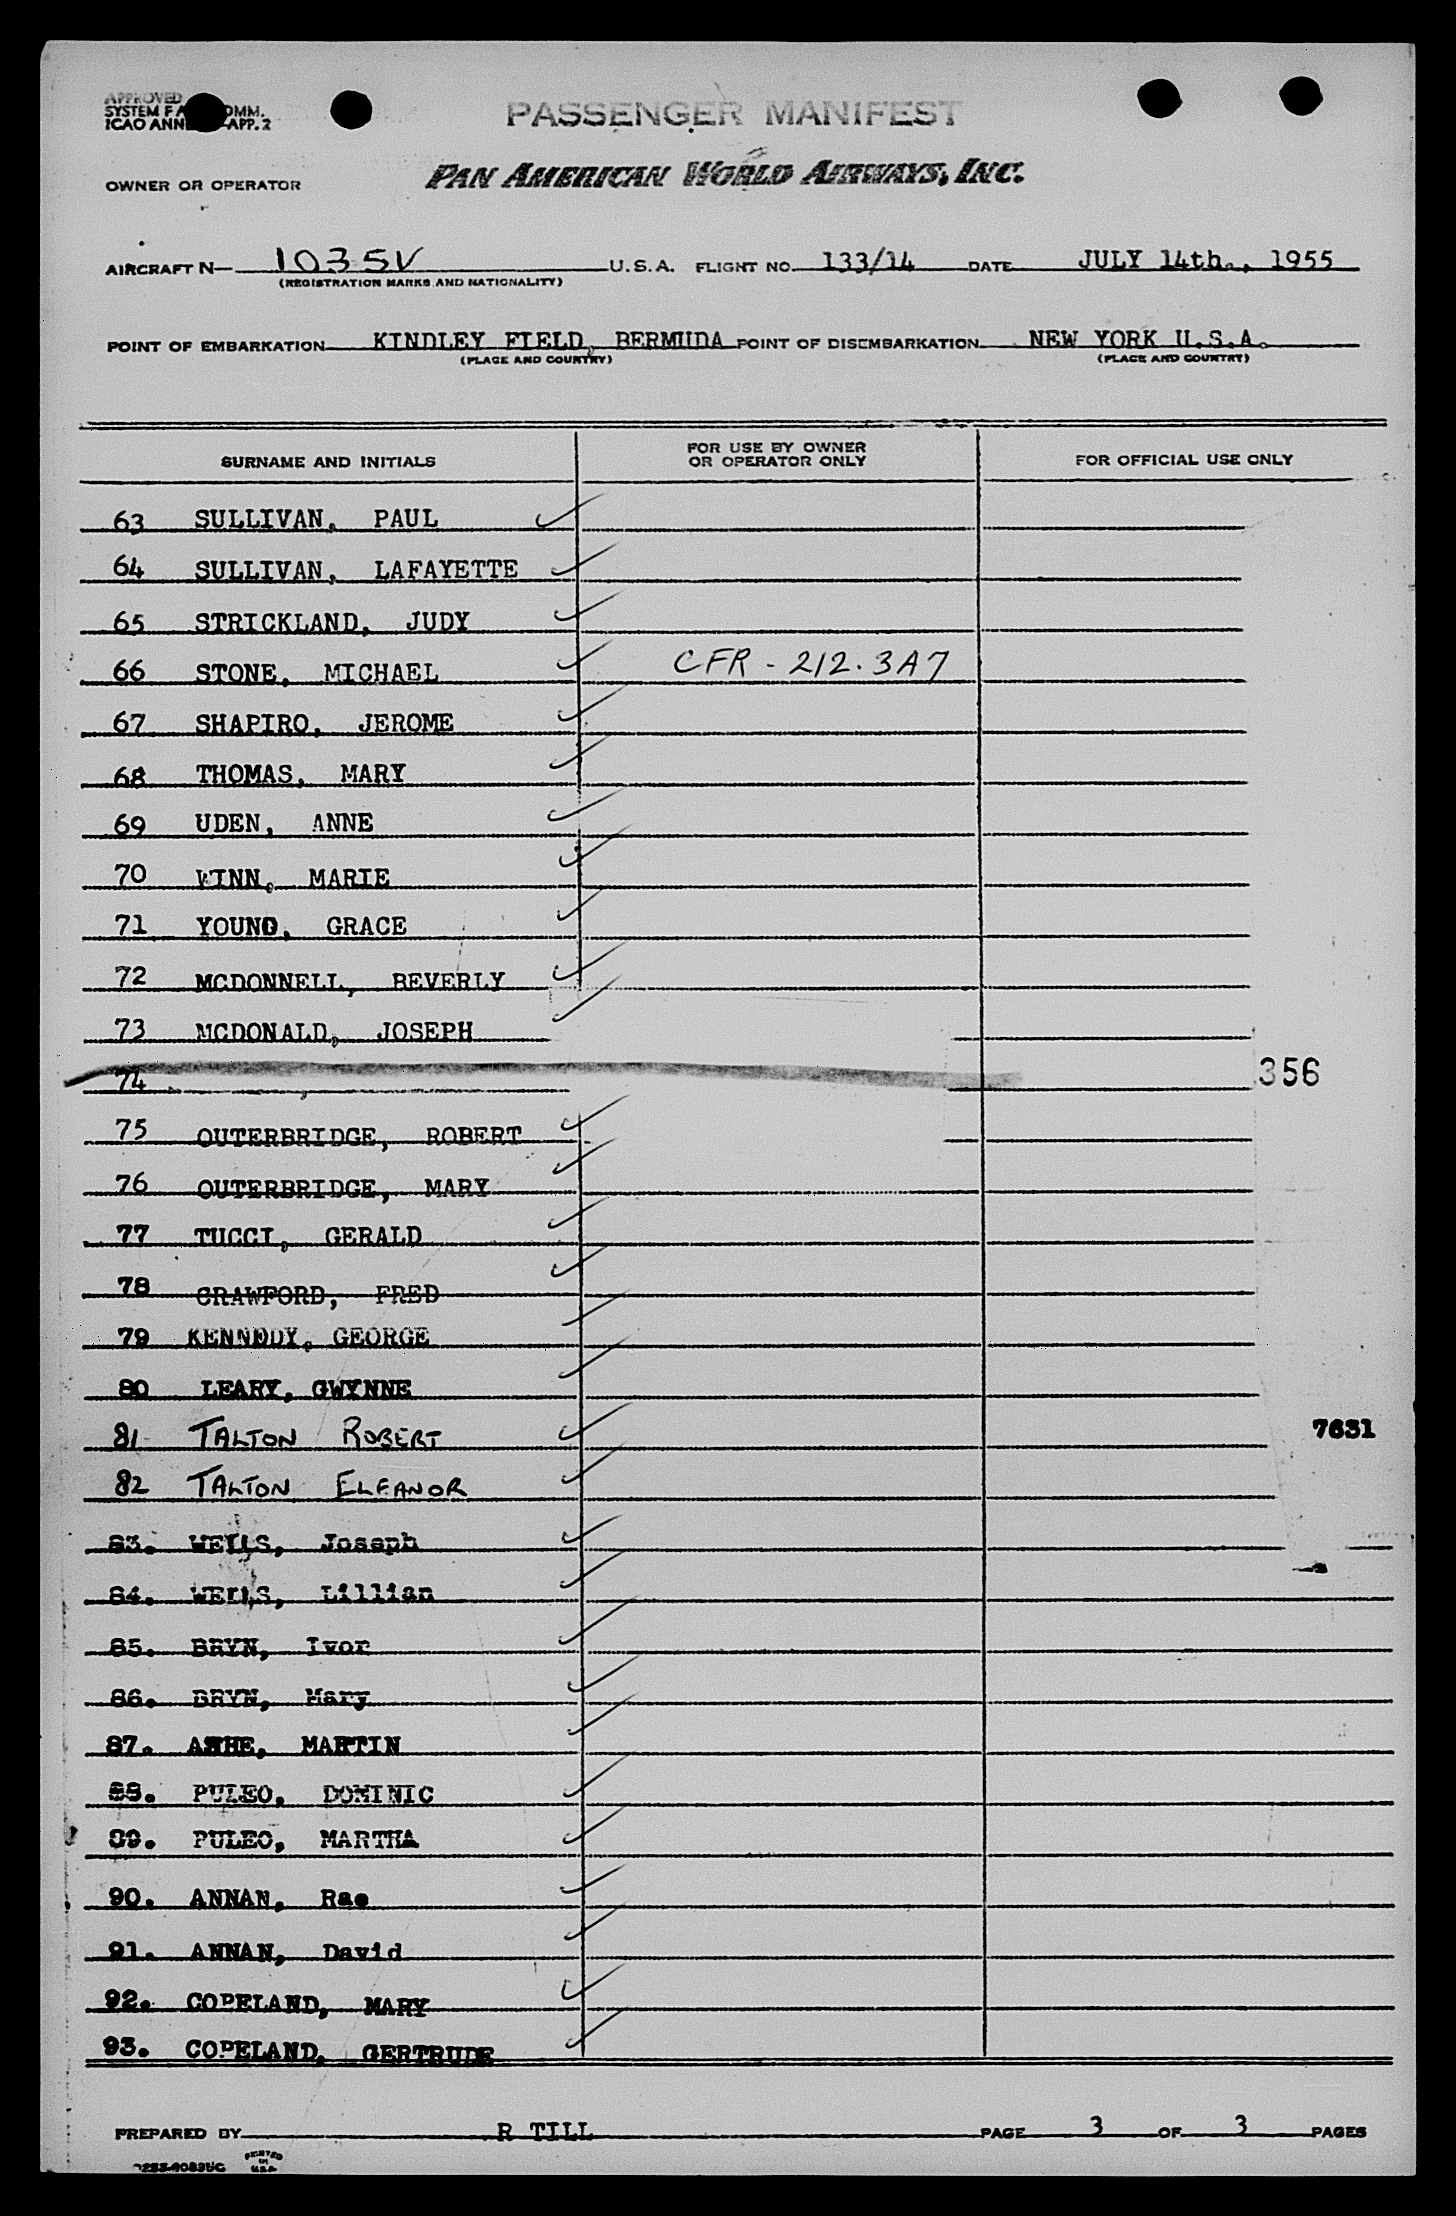 APPROVED
SYSTEM F A COMM.
ICAO ANNE -APP. 2
PASSENGER MANIFEST
OWNER OR OPERATOR PAN AMERICAN WORLD AIRWAYS, INC.
AIRCRAFT N— 1035V U.S.A. FLIGHT NO. 133/14 DATE JULY 14th., 1955
(REGISTRATION MARKS AND NATIONALITY)
POINT OF EMBARKATION KINDLEY FIELD, BERMUDA POINT OF DISEMBARKATION NEW YORK U.S.A.
(PLACE AND COUNTRY) (PLACE AND COUNTRY)
SURNAME AND INITIALS FOR USE BY OWNER OR OPERATOR ONLY FOR OFFICIAL USE ONLY
63 SULLIVAN, PAUL
64 SULLIVAN, LAFAYETTE
65 STRICKLAND, JUDY
66 STONE, MICHAEL CFR - 212.3A7
67 SHAPIRO, JEROME
68 THOMAS, MARY
69 UDEN, ANNE
70 WINN, MARIE
71 YOUNG, GRACE
72 MCDONNELL, BEVERLY
73 MCDONALD, JOSEPH
74 , 356
75 OUTERBRIDGE, ROBERT
76 OUTERBRIDGE, MARY
77 TUCCI, GERALD
78 CRAWFORD, FRED
79 KENNEDY, GEORGE
80 LEARY, GWYNNE
81 TALTON ROBERT 7631
82 TALTON ELEANOR
83. WELLS, Joseph
84. WELLS, Lillian
85. BRYN, Ivor
86. BRYN, Mary
87. MARTIN
88. PULEO, DOMINIC
89. PULEO, MARTHA
90. ANNAN, Rae
91. ANNAN, David
92. COPELAND, MARY
93. COPELAND, GERTRUDE
PREPARED BY R TILL PAGE 3 OF 3 PAGES
PRINTED
IN
U.S.A.